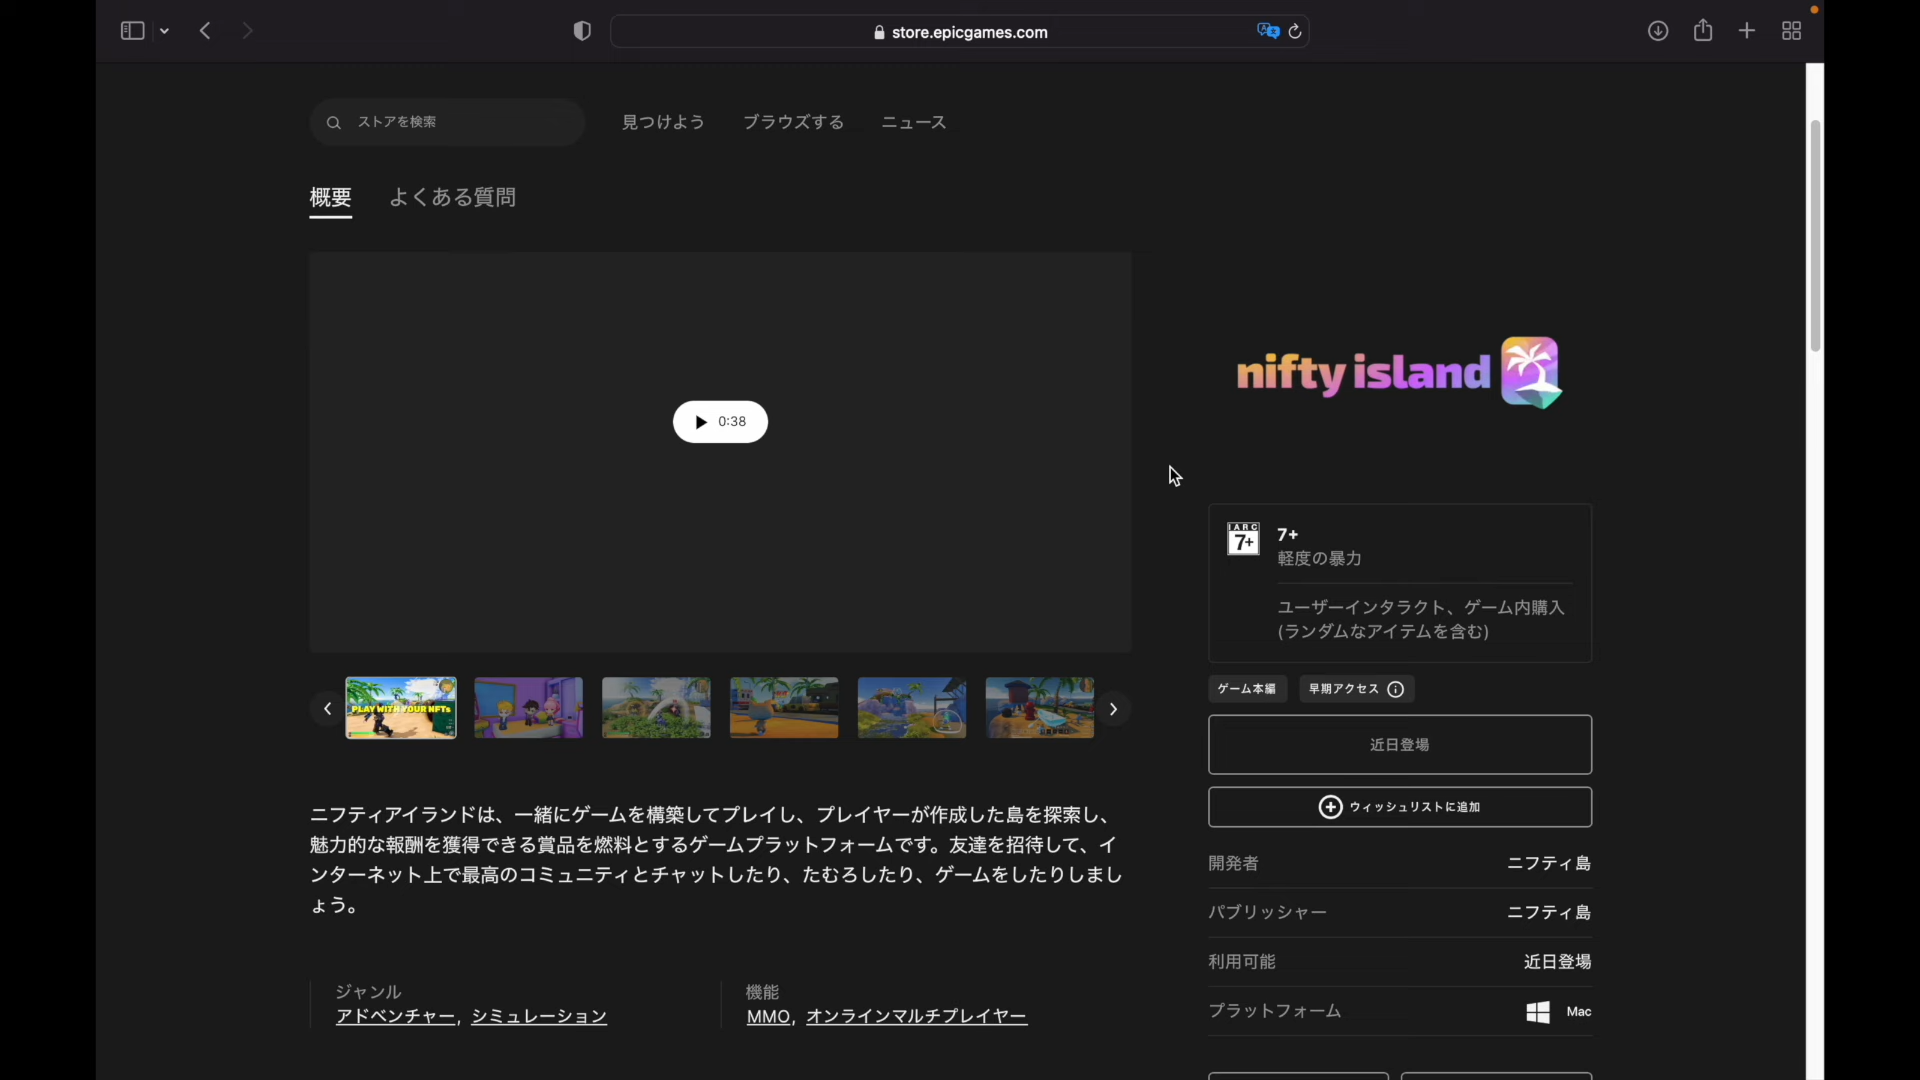 store.epicgames.com
ストアを検索
見つけよう
ブラウズする
ニュース
概要
よくある質問
0:38
nifty island
PLAY WITH YOUR NFTs
IARC
7+
7+
軽度の暴力
ユーザーインタラクト、ゲーム内購入
(ランダムなアイテムを含む)
ゲーム本編
早期アクセス
近日登場
ウィッシュリストに追加
ニフティアイランドは、一緒にゲームを構築してプレイし、プレイヤーが作成した島を探索し、
魅力的な報酬を獲得できる賞品を燃料とするゲームプラットフォームです。友達を招待して、イ
ンターネット上で最高のコミュニティとチャットしたり、たむろしたり、ゲームをしたりしまし
ょう。
開発者
ニフティ島
パブリッシャー
ニフティ島
利用可能
近日登場
プラットフォーム
Mac
ジャンル
アドベンチャー, シミュレーション
機能
MMO, オンラインマルチプレイヤー